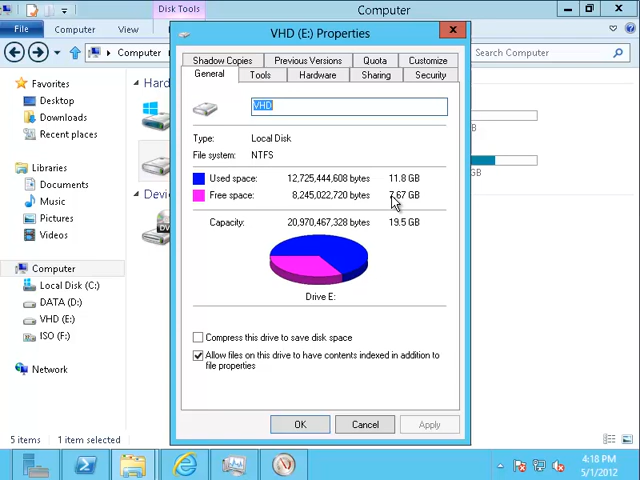 Disk Tools
Computer
File
Computer
View
Computer
Search Computer
VHD (E:) Properties
Shadow Copies
Previous Versions
Quota
Customize
General
Tools
Hardware
Sharing
Security
VHD
Type:
Local Disk
File system:
NTFS
Used space:
12,725,444,608 bytes
11.8 GB
Free space:
8,245,022,720 bytes
7.67 GB
Capacity:
20,970,467,328 bytes
19.5 GB
Drive E:
Compress this drive to save disk space
Allow files on this drive to have contents indexed in addition to
file properties
OK
Cancel
Apply
Favorites
Desktop
Downloads
Recent places
Libraries
Documents
Music
Pictures
Videos
Computer
Local Disk (C:)
DATA (D:)
VHD (E:)
ISO (F:)
Network
Hard
Devi
DV
5 items
1 item selected
4:18 PM
5/1/2012